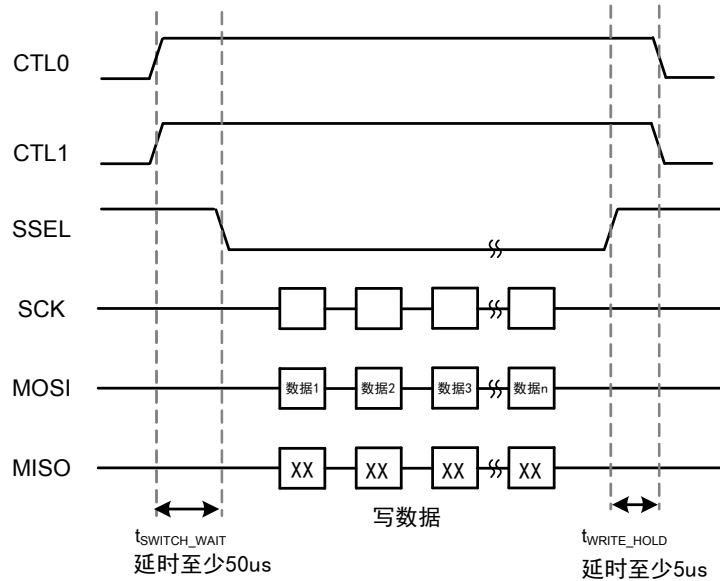 CTL0
CTL1
SSEL
SCK
MOSI
数据1 数据2 数据3 数据n
MISO
XX XX XX XX
写数据
tSWITCH_WAIT
延时至少50us
tWRITE_HOLD
延时至少5us